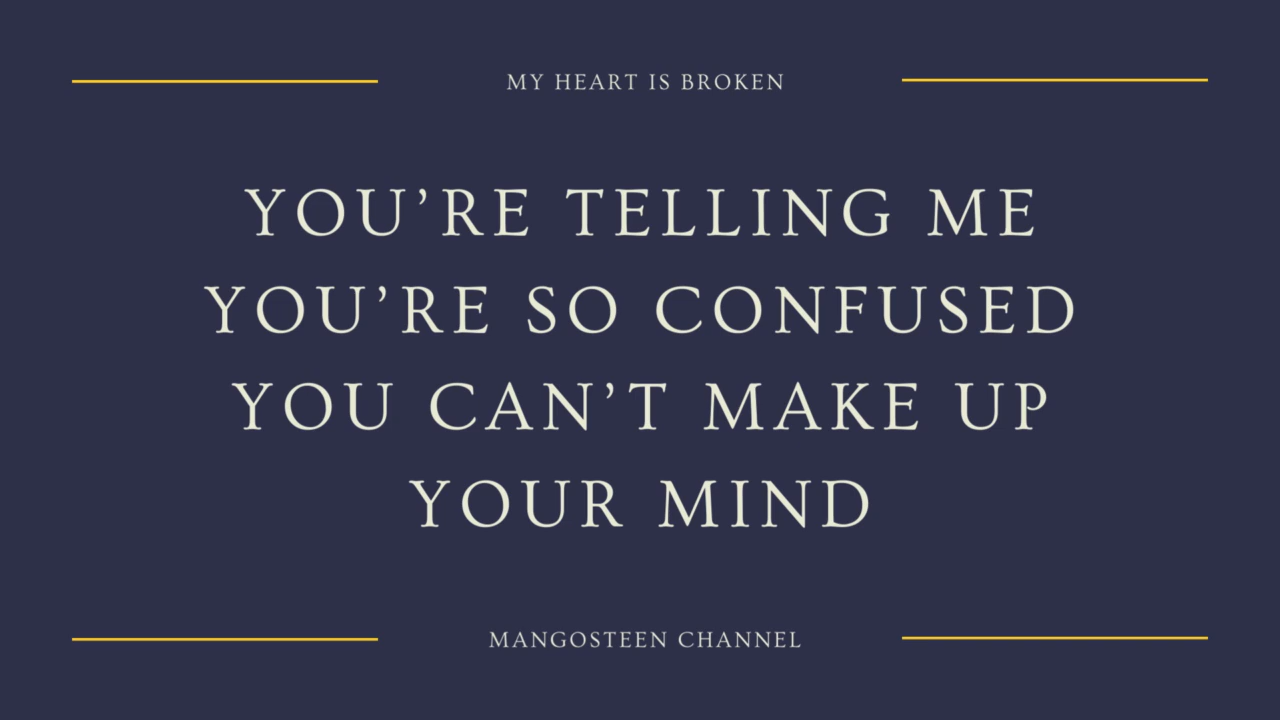 MY HEART IS BROKEN
YOU’RE TELLING ME
YOU’RE SO CONFUSED
YOU CAN’T MAKE UP
YOUR MIND
MANGOSTEEN CHANNEL